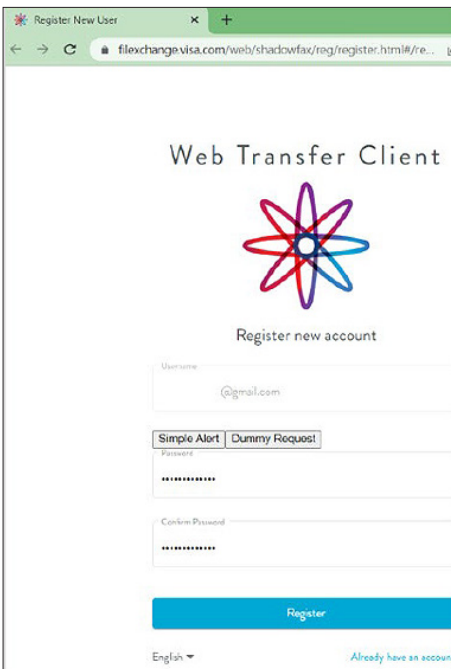 Register New User
filexchange.visa.com/web/shadowfax/reg/register.html#/re...
Web Transfer Client
Register new account
Username
@gmail.com
Simple Alert Dummy Request
Password
Confirm Password
Register
English
Already have an account